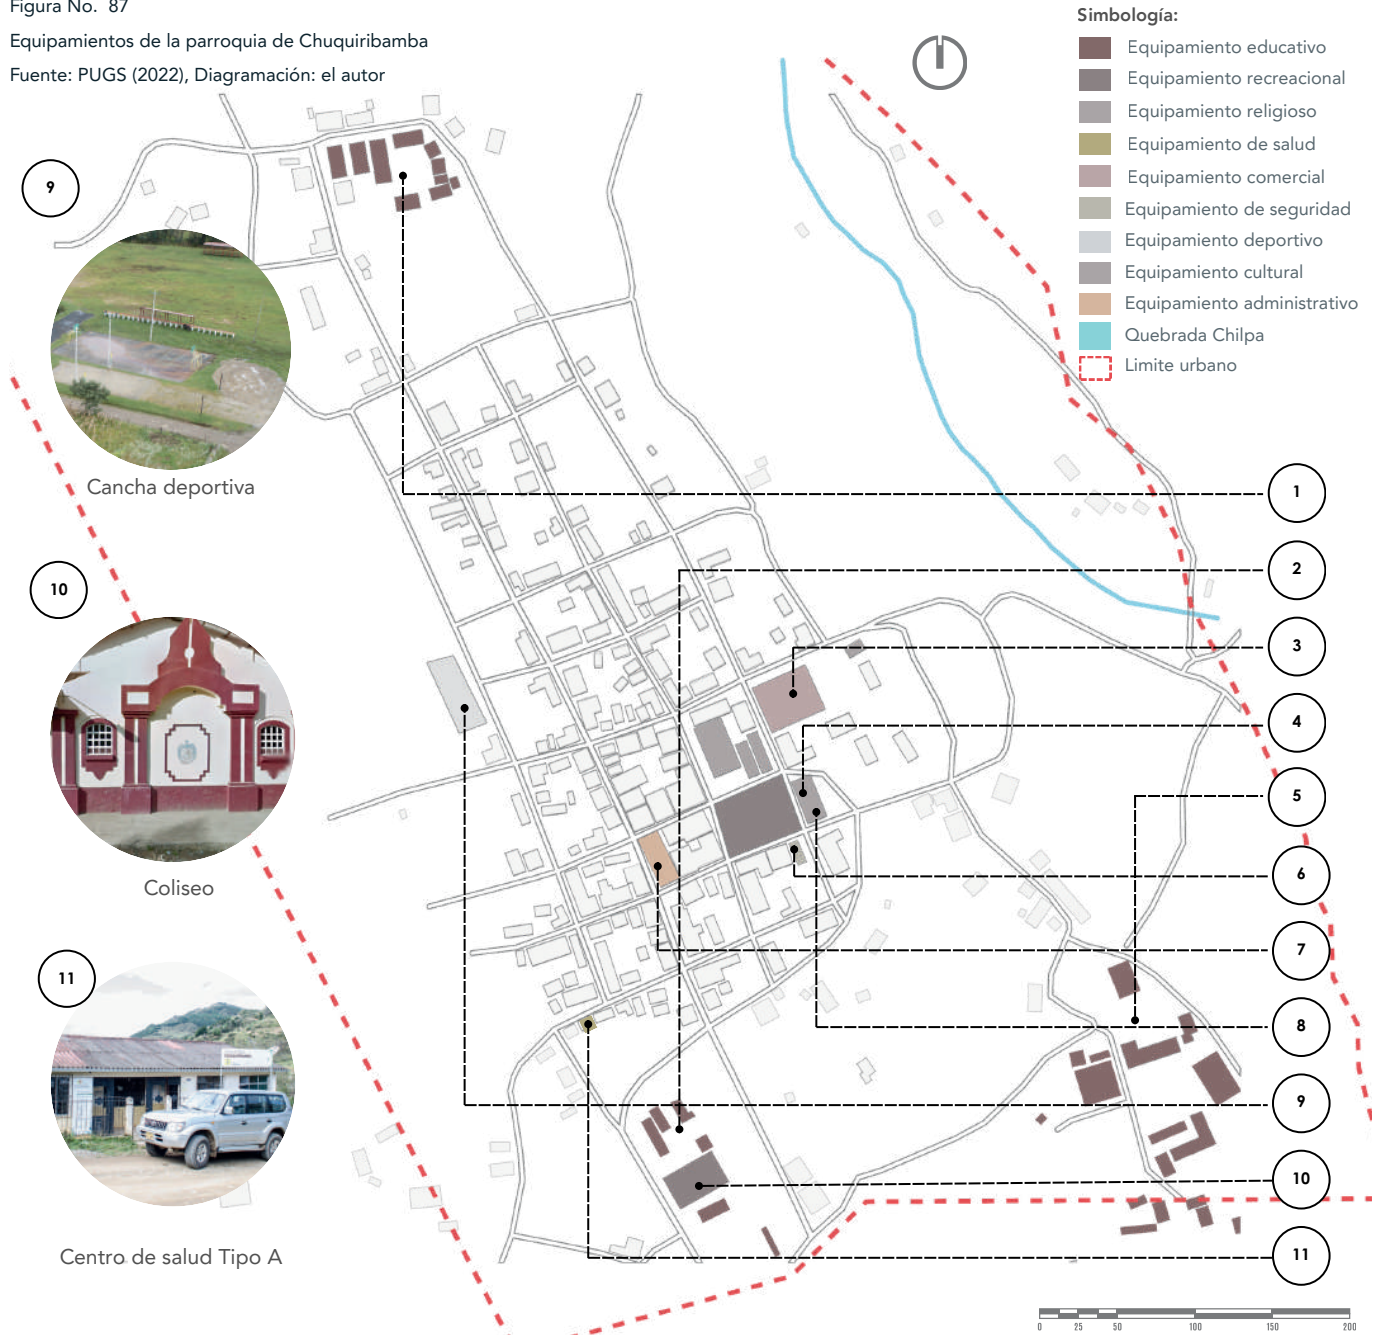 Figura No. 87
Equipamientos de la parroquia de Chuquiribamba
Fuente: PUGS (2022), Diagramación: el autor
Simbología:
Equipamiento educativo
Equipamiento recreacional
Equipamiento religioso
Equipamiento de salud
Equipamiento comercial
Equipamiento de seguridad
Equipamiento deportivo
Equipamiento cultural
Equipamiento administrativo
Quebrada Chilpa
Limite urbano
9
Cancha deportiva
10
Coliseo
11
Centro de salud Tipo A
1
2
3
4
5
6
7
8
9
10
11
0 25 50 100 150 200